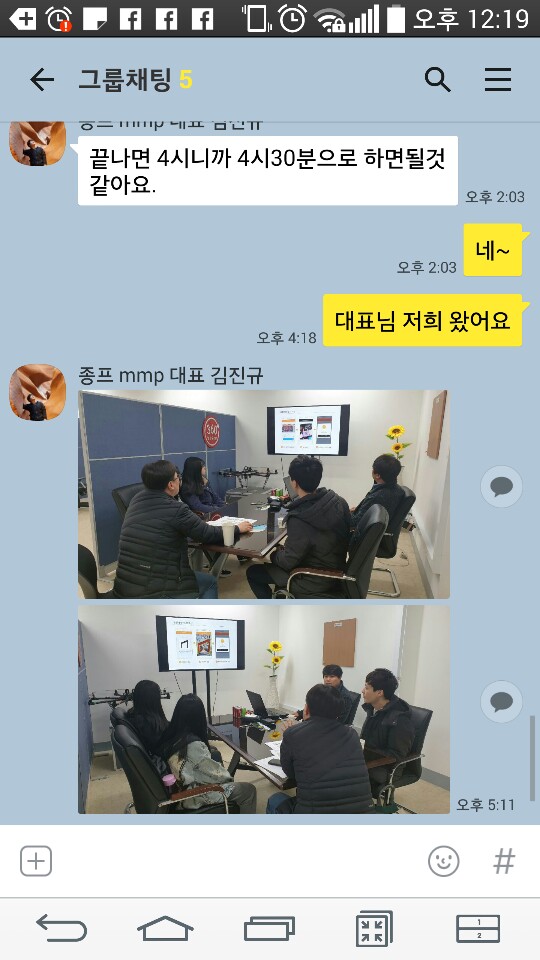 오후 12:19
그룹채팅 5
종프 mmp 대표 김진규
끝나면 4시니까 4시30분으로 하면될것
같아요.
오후 2:03
네~
오후 2:03
대표님 저희 왔어요
오후 4:18
종프 mmp 대표 김진규
360
오후 5:11
#
1
2